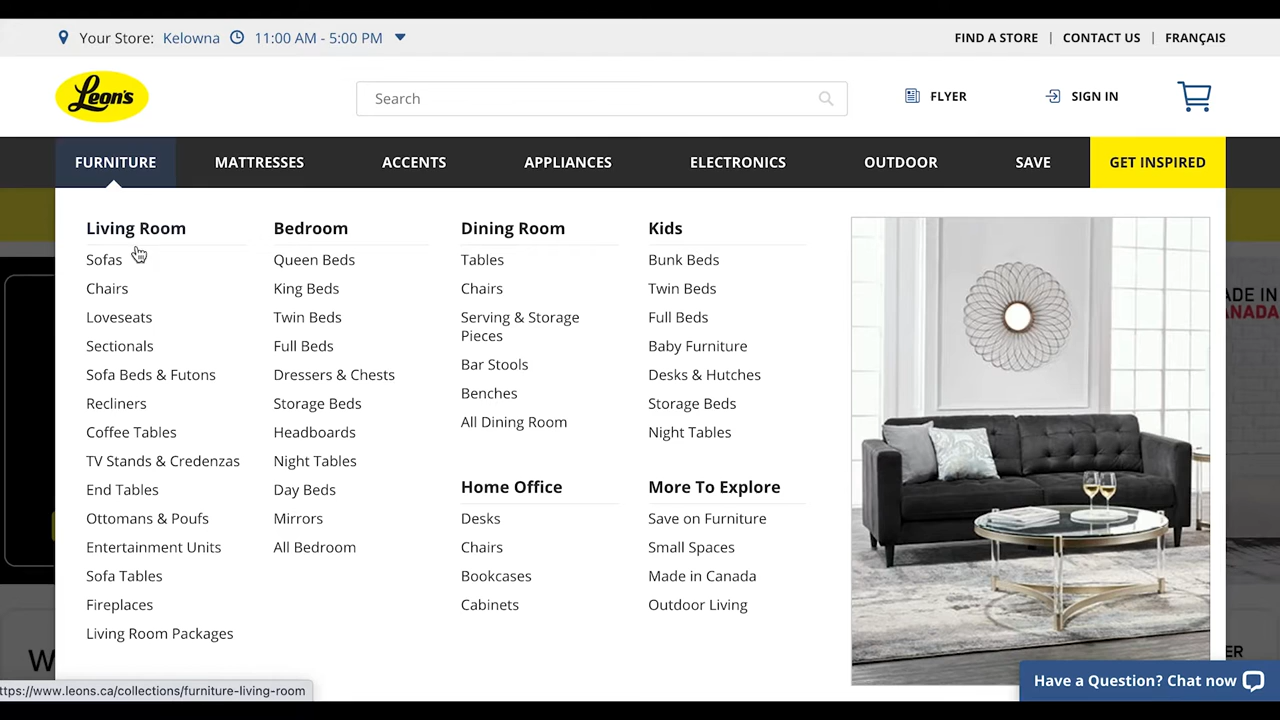 Your Store: Kelowna 11:00 AM - 5:00 PM
FIND A STORE | CONTACT US | FRANÇAIS
Leon's
Search
FLYER
SIGN IN
FURNITURE
MATTRESSES
ACCENTS
APPLIANCES
ELECTRONICS
OUTDOOR
SAVE
GET INSPIRED
Living Room
Sofas
Chairs
Loveseats
Sectionals
Sofa Beds & Futons
Recliners
Coffee Tables
TV Stands & Credenzas
End Tables
Ottomans & Poufs
Entertainment Units
Sofa Tables
Fireplaces
Living Room Packages
Bedroom
Queen Beds
King Beds
Twin Beds
Full Beds
Dressers & Chests
Storage Beds
Headboards
Night Tables
Day Beds
Mirrors
All Bedroom
Dining Room
Tables
Chairs
Serving & Storage
Pieces
Bar Stools
Benches
All Dining Room
Home Office
Desks
Chairs
Bookcases
Cabinets
Kids
Bunk Beds
Twin Beds
Full Beds
Baby Furniture
Desks & Hutches
Storage Beds
Night Tables
More To Explore
Save on Furniture
Small Spaces
Made in Canada
Outdoor Living
ADE IN
ANADA
W
ER
Have a Question? Chat now
ttps://www.leons.ca/collections/furniture-living-room